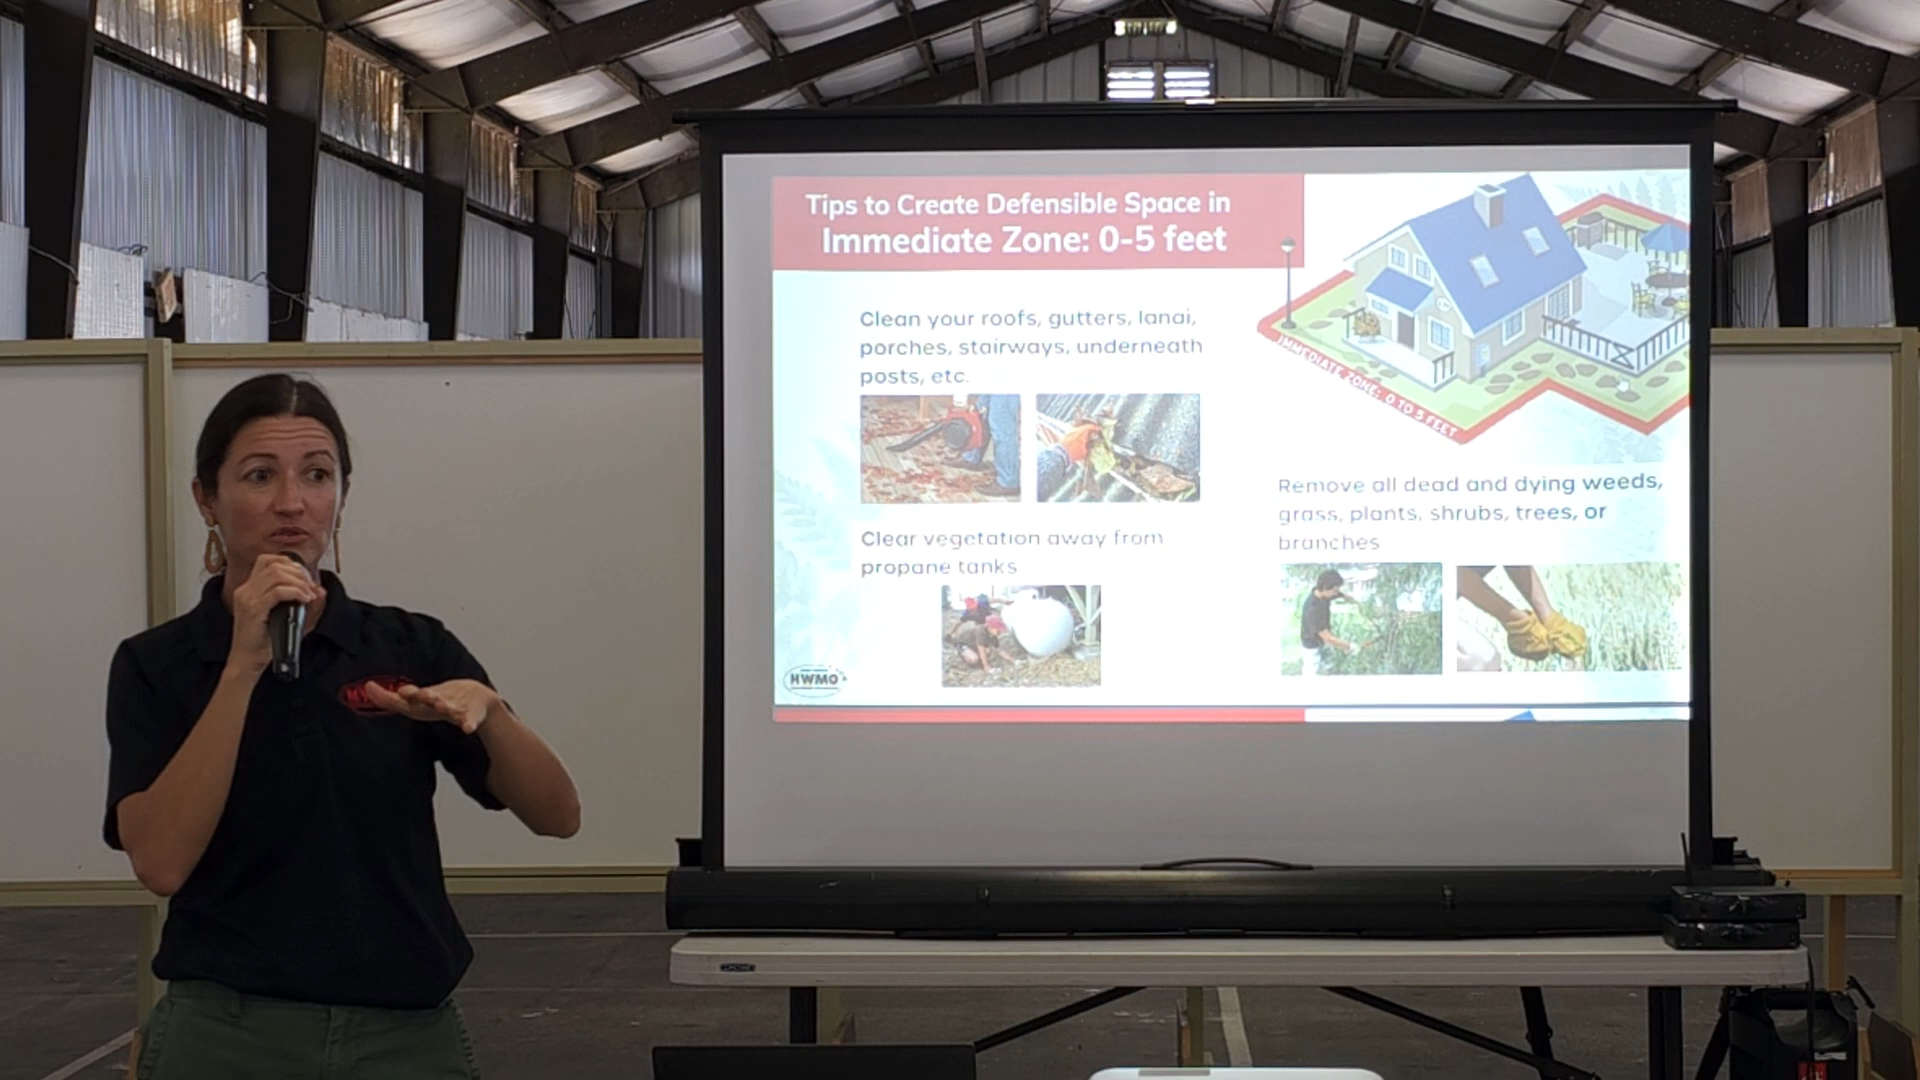 Tips to Create Defensible Space in
Immediate Zone: 0-5 feet
Clean your roofs, gutters, lanai,
porches, stairways, underneath
posts, etc.
Clear vegetation away from
propane tanks
IMMEDIATE ZONE: 0 TO 5 FEET
Remove all dead and dying weeds,
grass, plants, shrubs, trees, or
branches
HWMO